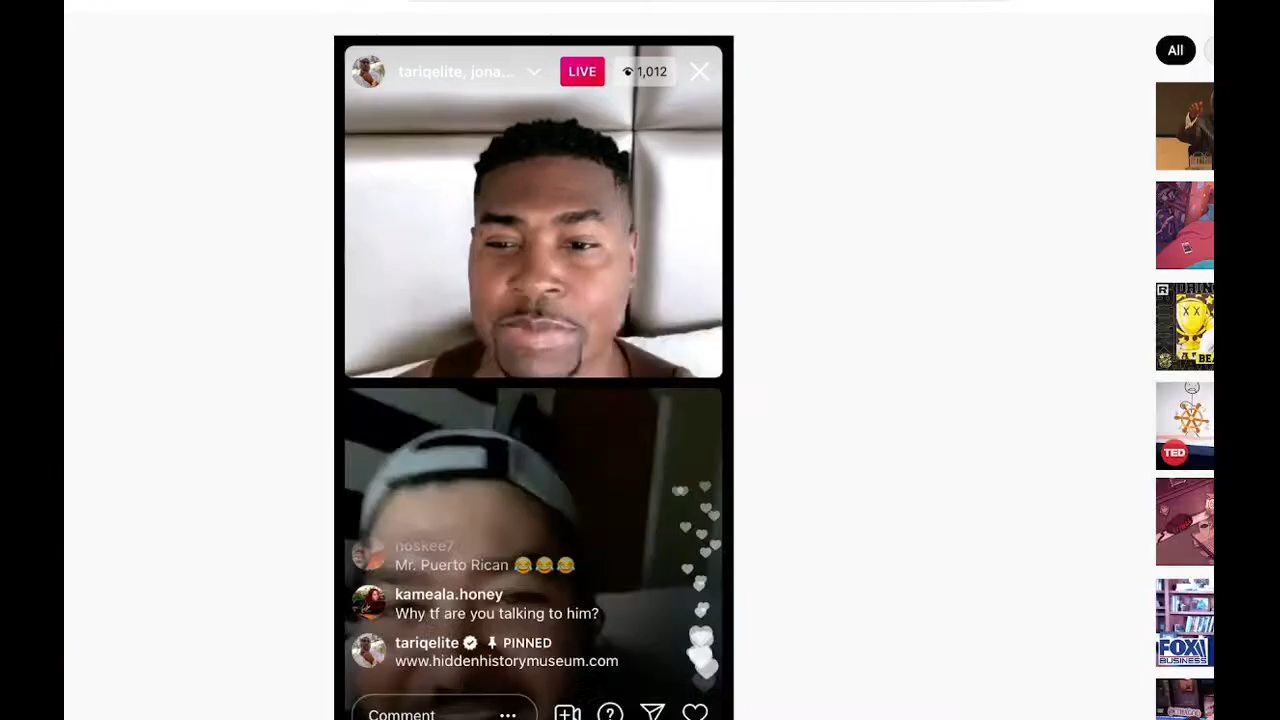 All
tariqelite, jona...
LIVE
1,012
noskee7
Mr. Puerto Rican 😂😂😂
kameala.honey
Why tf are you talking to him?
tariqelite PINNED
www.hiddenhistorymuseum.com
Comment
R
BE
TED
FOX
BUSINESS